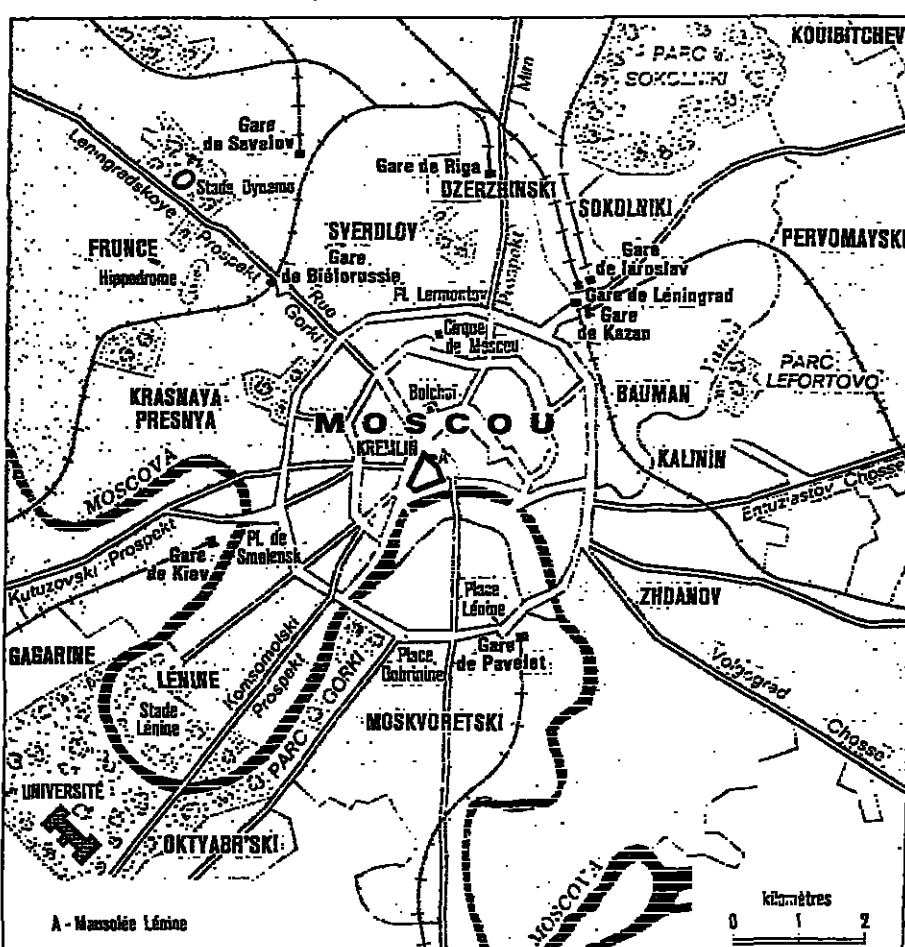 KOUIBITCHEV
PARC
SOKOLNIKI
Mira
Gare
de Savelov
Leningradskoye Prospekt
Stade Dynamo
Gare de Riga
DZERZHINSKI
SOKOLNIKI
SVERDLOV
PERVOMAYSKI
FRUNCE
Hippodrome
Gare
de Biélorussie
Prospekt
Gare
de Iaroslav
Pl. Lermontov
Gare de Léningrad
Rue
Gorki
Gare
de Kazan
Cirque
de Moscou
PARC
LEFORTOVO
KRASNAYA
PRESNYA
Bolchoï
BAUMAN
MOSCOU
KREMLIN
A
KALININ
MOSCOVA
Entuziastov Chosse
Kutuzovski Prospekt
Pl. de
Smolensk
Gare
de Kiev
Place
Lénine
ZHDANOV
GAGARINE
LÉNINE
Komsomolski
Prospekt
Place
Dobrinine
Gare
de Pavelet
Volgograd
Chosse
Stade
Lénine
PARC GORKI
MOSKVORETSKI
UNIVERSITÉ
OKTYABR'SKI
MOSCOVA
A - Mausolée Lénine
kilomètres
0 1 2